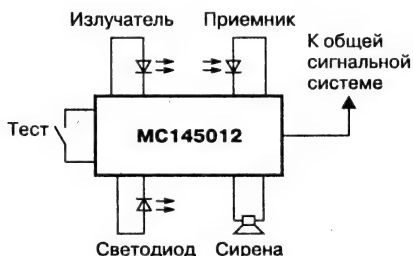 Излучатель
Приемник
К общей
сигнальной
системе
Тест
MC145012
Светодиод
Сирена